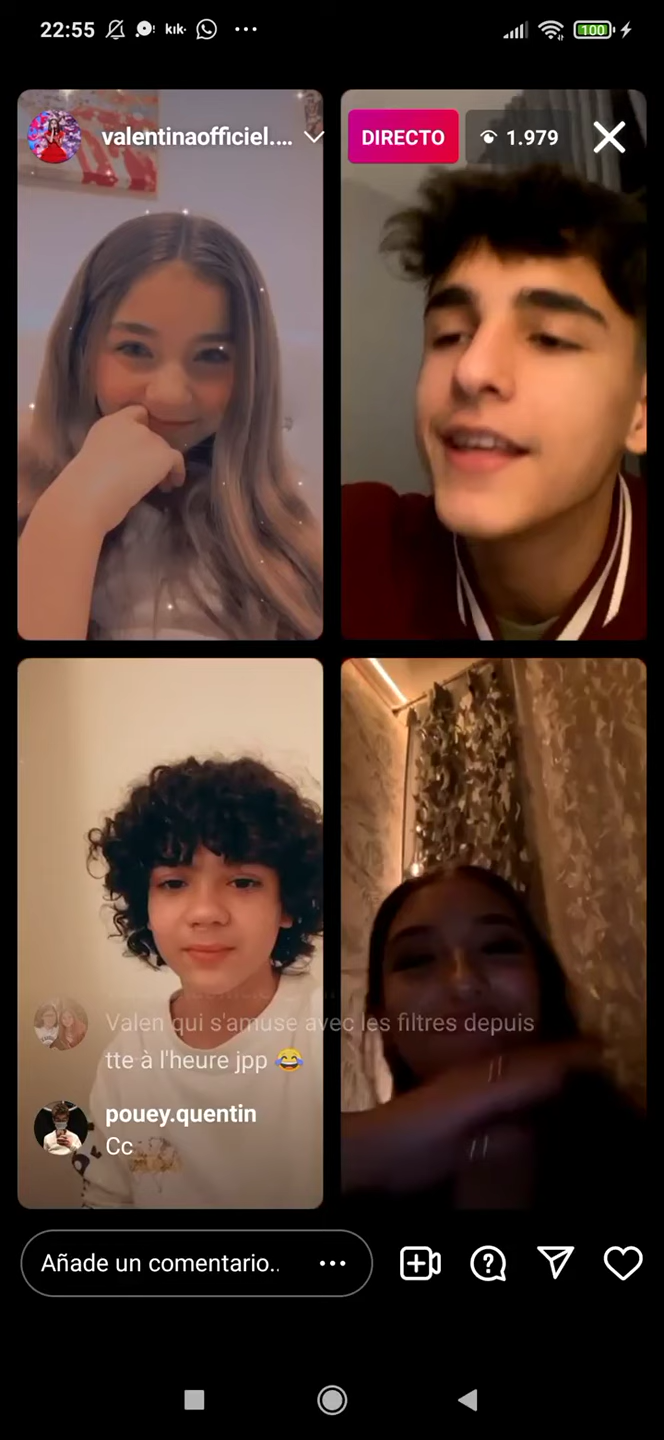 22:55 kik 100
valentinaofficiel.... DIRECTO 1.979
Valen qui s'amuse avec les filtres depuis
tte à l'heure jpp 😂
pouey.quentin
Cc
Añade un comentario..